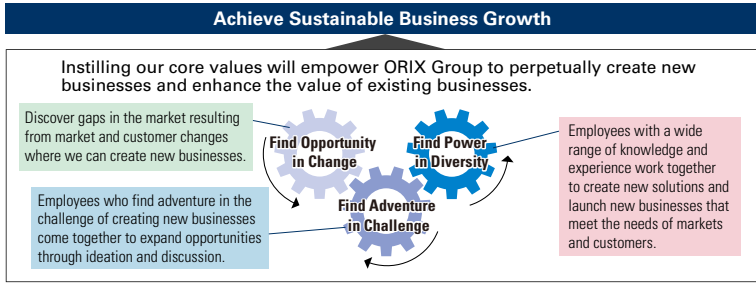 Achieve Sustainable Business Growth
Instilling our core values will empower ORIX Group to perpetually create new
businesses and enhance the value of existing businesses.
Discover gaps in the market resulting
from market and customer changes
where we can create new businesses.
Find Opportunity
in Change
Find Power
in Diversity
Employees with a wide
range of knowledge and
experience work together
to create new solutions and
launch new businesses that
meet the needs of markets
and customers.
Employees who find adventure in the
challenge of creating new businesses
come together to expand opportunities
through ideation and discussion.
Find Adventure
in Challenge